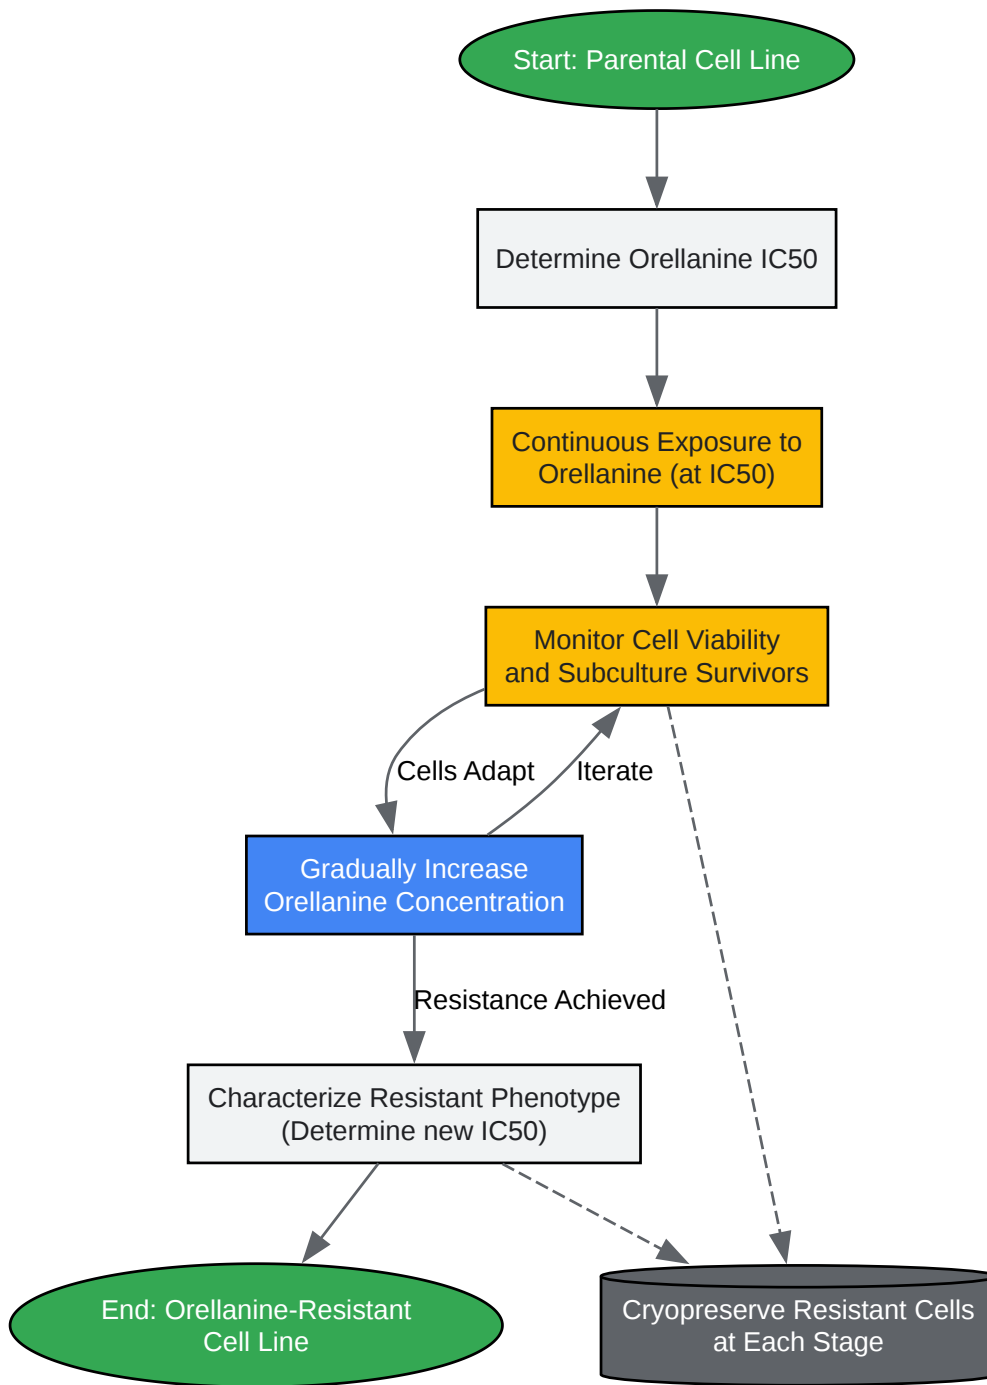 Start: Parental Cell Line
Determine Orellanine IC50
Continuous Exposure to
Orellanine (at IC50)
Monitor Cell Viability
and Subculture Survivors
Cells Adapt
Iterate
Gradually Increase
Orellanine Concentration
Resistance Achieved
Characterize Resistant Phenotype
(Determine new IC50)
End: Orellanine-Resistant
Cell Line
Cryopreserve Resistant Cells
at Each Stage